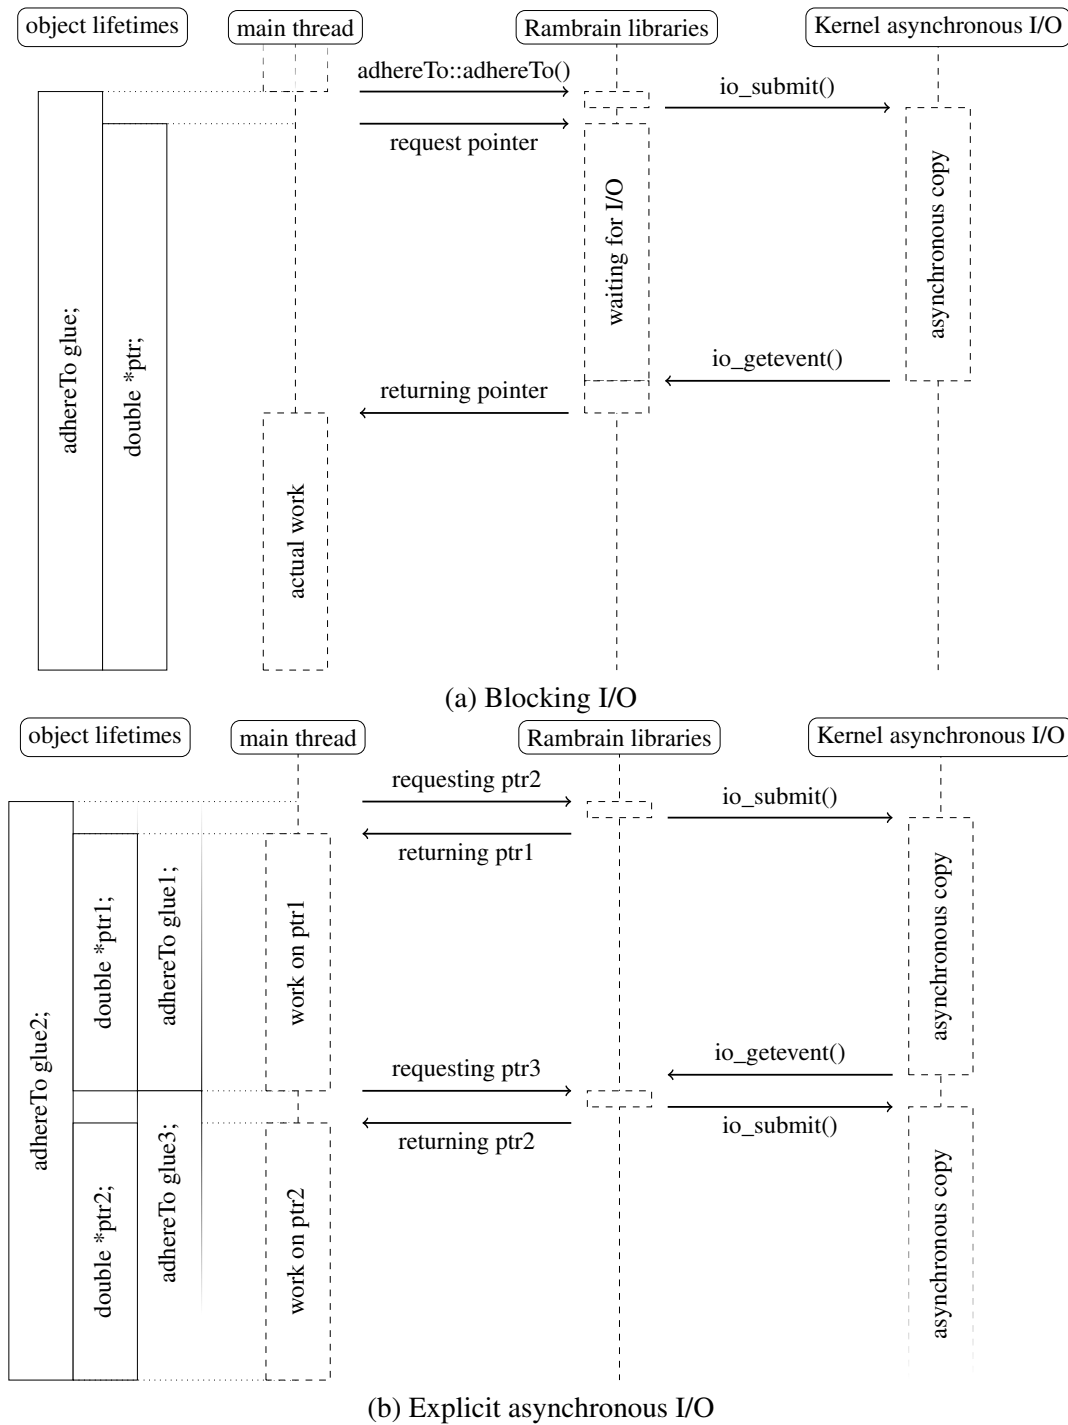 object lifetimes
main thread
Rambrain libraries
Kernel asynchronous I/O
adhereTo::adhereTo()
io_submit()
request pointer
adhereTo glue;
double *ptr;
waiting for I/O
asynchronous copy
io_getevent()
returning pointer
actual work
(a) Blocking I/O
object lifetimes
main thread
Rambrain libraries
Kernel asynchronous I/O
requesting ptr2
io_submit()
returning ptr1
adhereTo glue2;
double *ptr1;
adhereTo glue1;
work on ptr1
asynchronous copy
io_getevent()
requesting ptr3
io_submit()
returning ptr2
double *ptr2;
adhereTo glue3;
work on ptr2
asynchronous copy
(b) Explicit asynchronous I/O